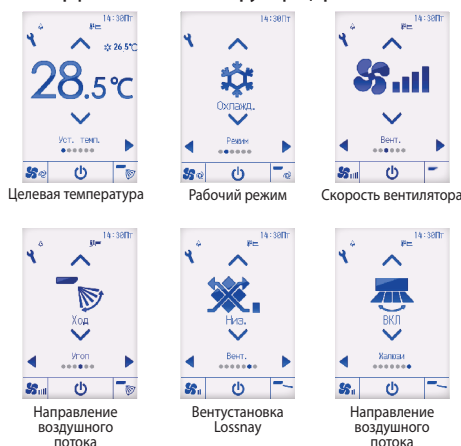 14:30Пт
26.5°C
28.5°C
Уст. темп.
Целевая температура
14:30Пт
Охлажд.
Режим
Рабочий режим
14:30Пт
Вент.
Скорость вентилятора
14:30Пт
Ход
Угол
Направление
воздушного
потока
14:30Пт
Низ.
Вент.
Вентустановка
Lossnay
14:30Пт
ВКЛ
Жалюзи
Направление
воздушного
потока